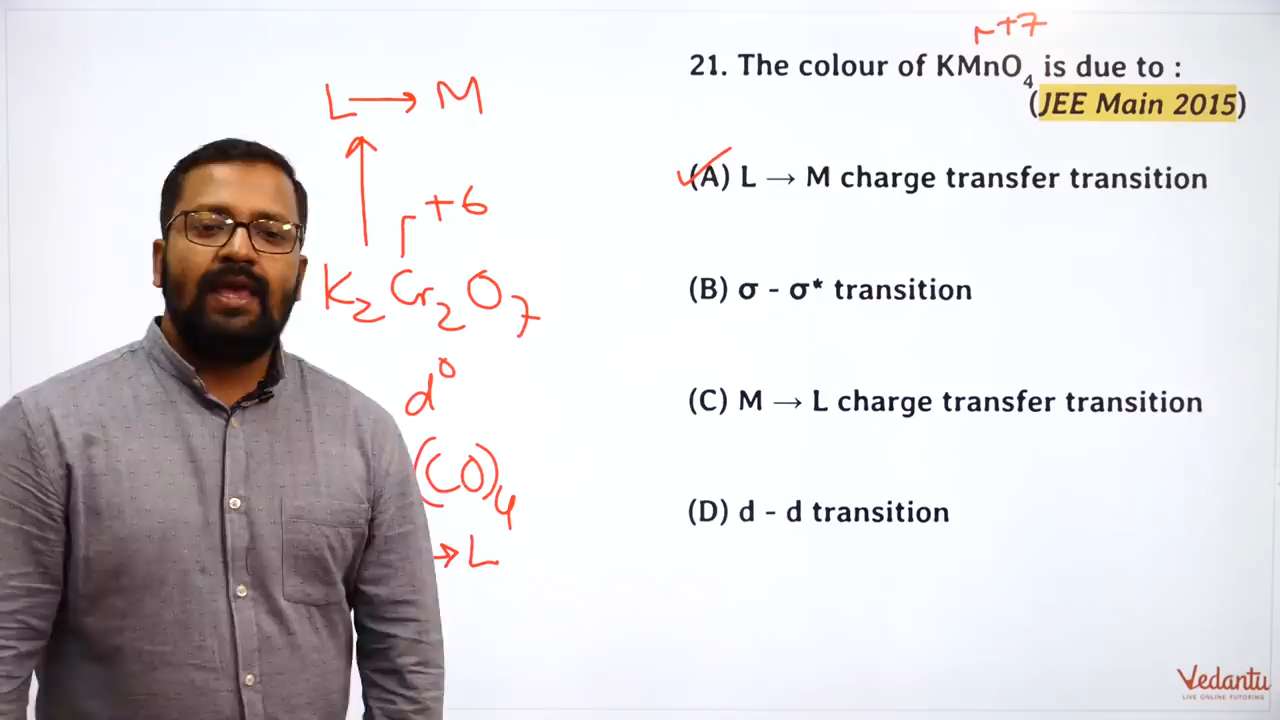 21. The colour of KMnO₄ is due to :
(JEE Main 2015)
(A) L → M charge transfer transition
(B) σ - σ* transition
(C) M → L charge transfer transition
(D) d - d transition
+7
L → M
+6
K₂Cr₂O₇
d⁰
(CO)₄
→ L
Vedantu
LIVE ONLINE TUTORING